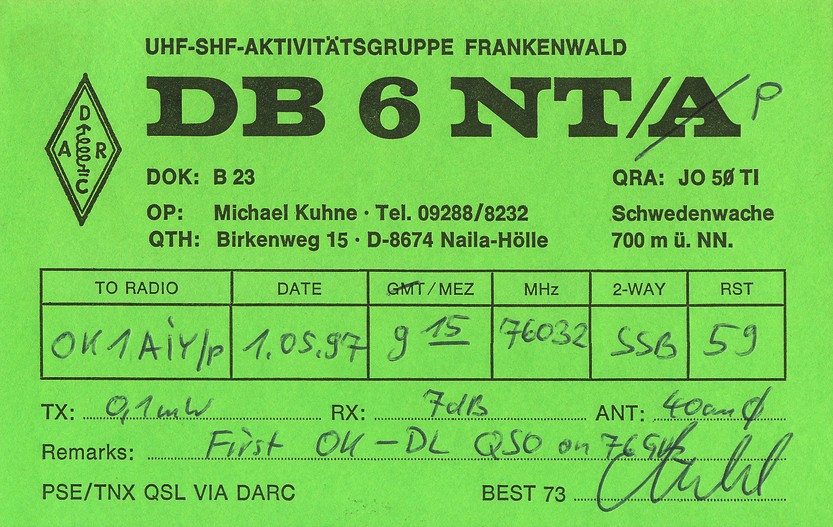 UHF-SHF-AKTIVITÄTSGRUPPE FRANKENWALD
DB 6 NT/A P
D A R C
DOK: B 23
QRA: JO 5Ø TI
OP: Michael Kuhne · Tel. 09288/8232
Schwedenwache
QTH: Birkenweg 15 · D-8674 Naila-Hölle
700 m ü. NN.
TO RADIO DATE GMT / MEZ MHz 2-WAY RST
OK1AIY/p 1.05.97 9 15 76032 SSB 59
TX: 0,1mW RX: 7dB ANT: 40cm ϕ
Remarks: First OK - DL QSO on 76 GHz
PSE/TNX QSL VIA DARC BEST 73